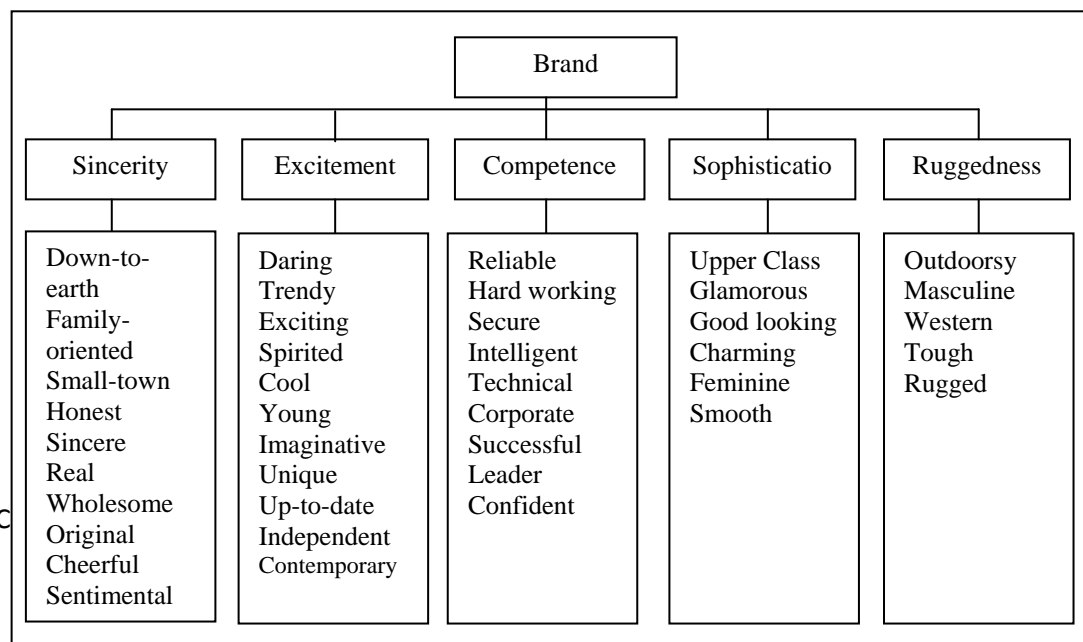 Brand
Sincerity
Excitement
Competence
Sophisticatio
Ruggedness
Down-to-
earth
Family-
oriented
Small-town
Honest
Sincere
Real
Wholesome
Original
Cheerful
Sentimental
Daring
Trendy
Exciting
Spirited
Cool
Young
Imaginative
Unique
Up-to-date
Independent
Contemporary
Reliable
Hard working
Secure
Intelligent
Technical
Corporate
Successful
Leader
Confident
Upper Class
Glamorous
Good looking
Charming
Feminine
Smooth
Outdoorsy
Masculine
Western
Tough
Rugged
C